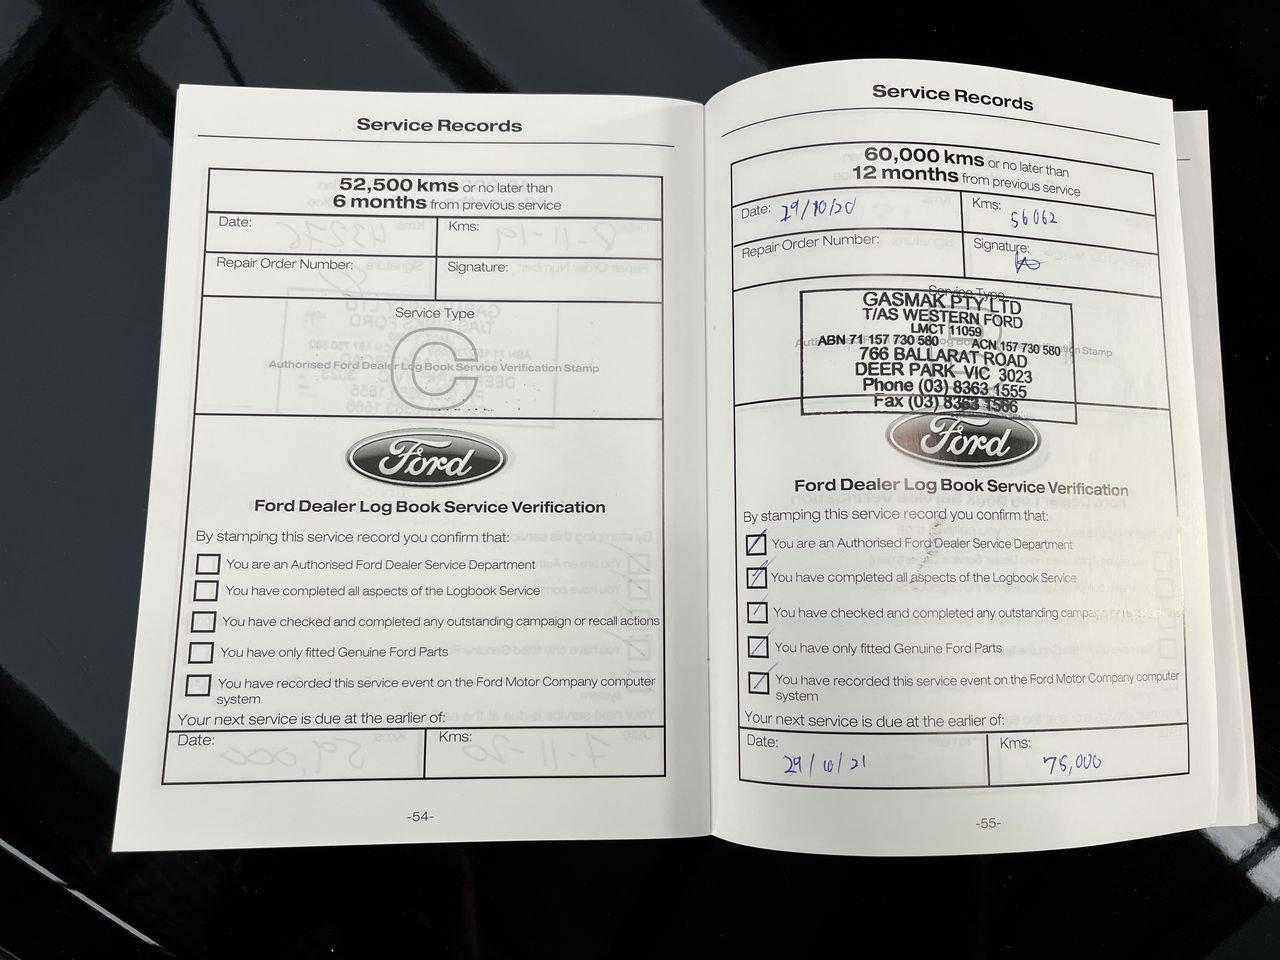 Service Records
52,500 kms or no later than
6 months from previous service
Date:
Kms:
Repair Order Number:
Signature:
Service Type
C
Authorised Ford Dealer Log Book Service Verification Stamp
Ford
Ford Dealer Log Book Service Verification
By stamping this service record you confirm that:
You are an Authorised Ford Dealer Service Department
You have completed all aspects of the Logbook Service
You have checked and completed any outstanding campaign or recall actions
You have only fitted Genuine Ford Parts
You have recorded this service event on the Ford Motor Company computer
system
Your next service is due at the earlier of:
Date:
Kms:
-54-
Service Records
60,000 kms or no later than
12 months from previous service
Date: 29/10/20
Kms:
56062
Repair Order Number:
Signature:
Service Type
GASMAK PTY LTD
T/AS WESTERN FORD
LMCT 11059
ABN 71 157 730 580 ACN 157 730 580
766 BALLARAT ROAD
DEER PARK VIC 3023
Phone (03) 8363 1555
Fax (03) 8363 1566
Stamp
Ford
Ford Dealer Log Book Service Verification
By stamping this service record you confirm that:
You are an Authorised Ford Dealer Service Department
You have completed all aspects of the Logbook Service
You have checked and completed any outstanding
You have only fitted Genuine Ford Parts
You have recorded this service event on the Ford Motor Company computer
system
Your next service is due at the earlier of:
Date:
29/10/21
Kms:
75,000
-55-